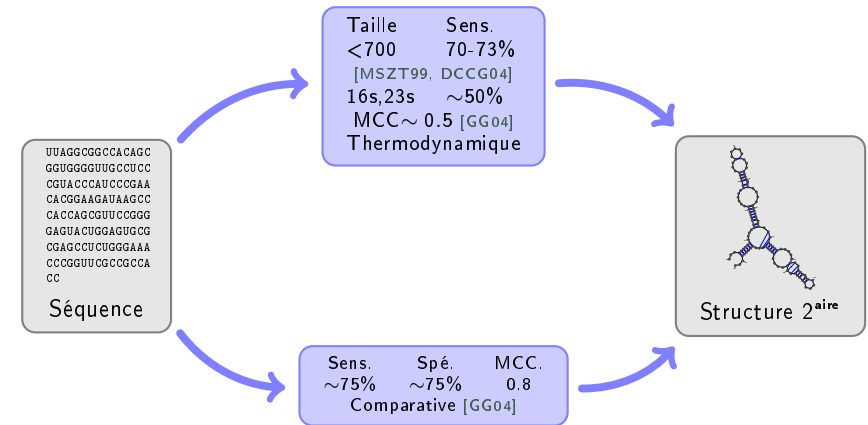 Taille Sens.
<700 70-73%
[MSZT99, DCCG04]
16s,23s ∼50%
MCC∼ 0.5 [GG04]
Thermodynamique
UUAGGCGGCCACAGC
GGUGGGGUUGCCUCC
CGUACCCAUCCCGAA
CACGGAAGAUAAGCC
CACCAGCGUUCCGGG
GAGUACUGGAGUGCG
CGAGCCUCUGGGAAA
CCCGGUUCGCCGCCA
CC
Séquence
Structure 2aire
Sens. Spé. MCC.
∼75% ∼75% 0.8
Comparative [GG04]